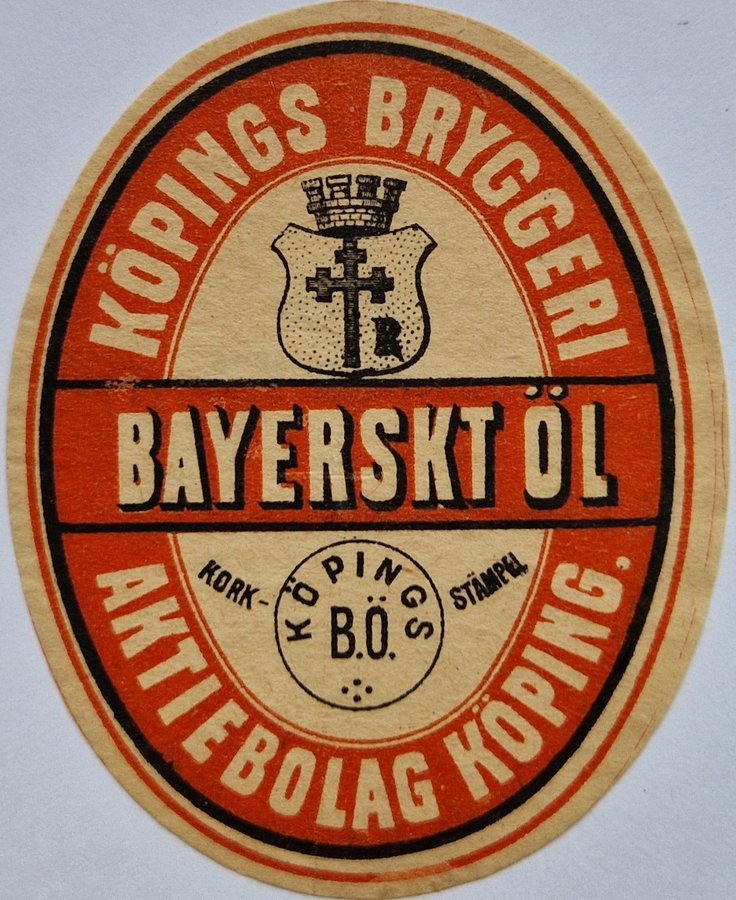 KÖPINGS BRYGGERI
R
BAYERSKT ÖL
KORK-STÄMPEL
KÖPINGS
B.Ö.
AKTIEBOLAG KÖPING.